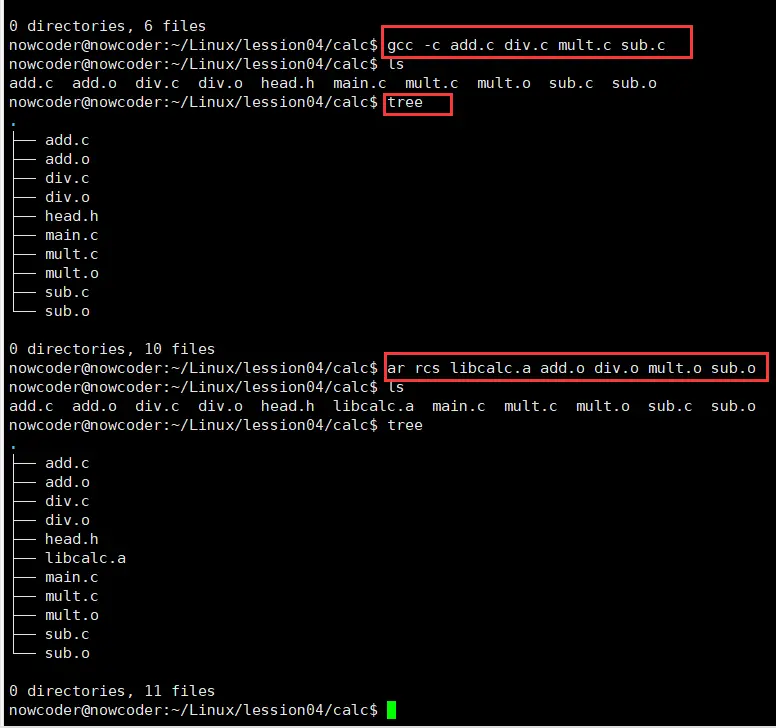 0 directories, 6 files
nowcoder@nowcoder:~/Linux/lession04/calc$ gcc -c add.c div.c mult.c sub.c
nowcoder@nowcoder:~/Linux/lession04/calc$ ls
add.c  add.o  div.c  div.o  head.h  main.c  mult.c  mult.o  sub.c  sub.o
nowcoder@nowcoder:~/Linux/lession04/calc$ tree
.
├── add.c
├── add.o
├── div.c
├── div.o
├── head.h
├── main.c
├── mult.c
├── mult.o
├── sub.c
└── sub.o
0 directories, 10 files
nowcoder@nowcoder:~/Linux/lession04/calc$ ar rcs libcalc.a add.o div.o mult.o sub.o
nowcoder@nowcoder:~/Linux/lession04/calc$ ls
add.c  add.o  div.c  div.o  head.h  libcalc.a  main.c  mult.c  mult.o  sub.c  sub.o
nowcoder@nowcoder:~/Linux/lession04/calc$ tree
.
├── add.c
├── add.o
├── div.c
├── div.o
├── head.h
├── libcalc.a
├── main.c
├── mult.c
├── mult.o
├── sub.c
└── sub.o
0 directories, 11 files
nowcoder@nowcoder:~/Linux/lession04/calc$